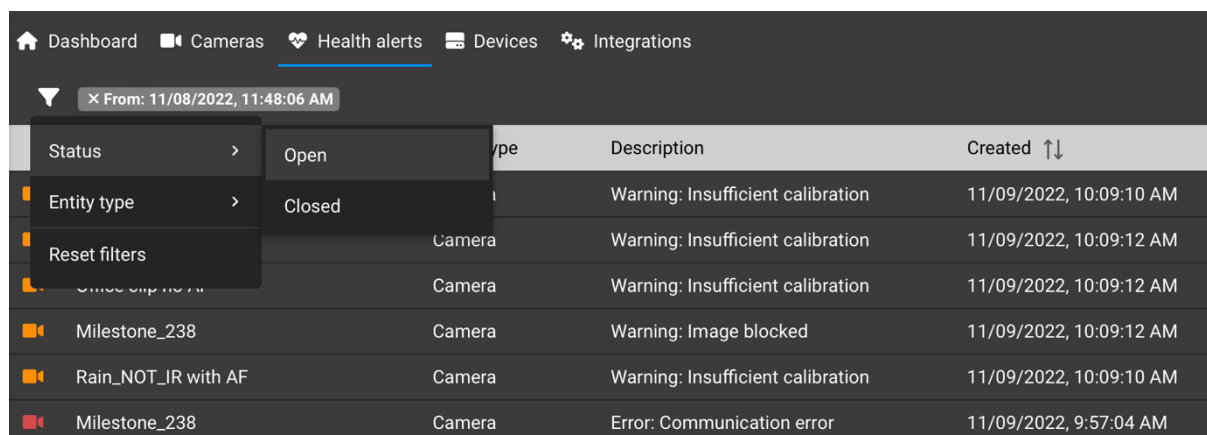 Dashboard Cameras Health alerts Devices Integrations
× From: 11/08/2022, 11:48:06 AM
Status Open Description Created
Entity type Closed Warning: Insufficient calibration 11/09/2022, 10:09:10 AM
Camera Warning: Insufficient calibration 11/09/2022, 10:09:12 AM
Reset filters
Camera Warning: Insufficient calibration 11/09/2022, 10:09:12 AM
Milestone_238 Camera Warning: Image blocked 11/09/2022, 10:09:12 AM
Rain_NOT_IR with AF Camera Warning: Insufficient calibration 11/09/2022, 10:09:10 AM
Milestone_238 Camera Error: Communication error 11/09/2022, 9:57:04 AM